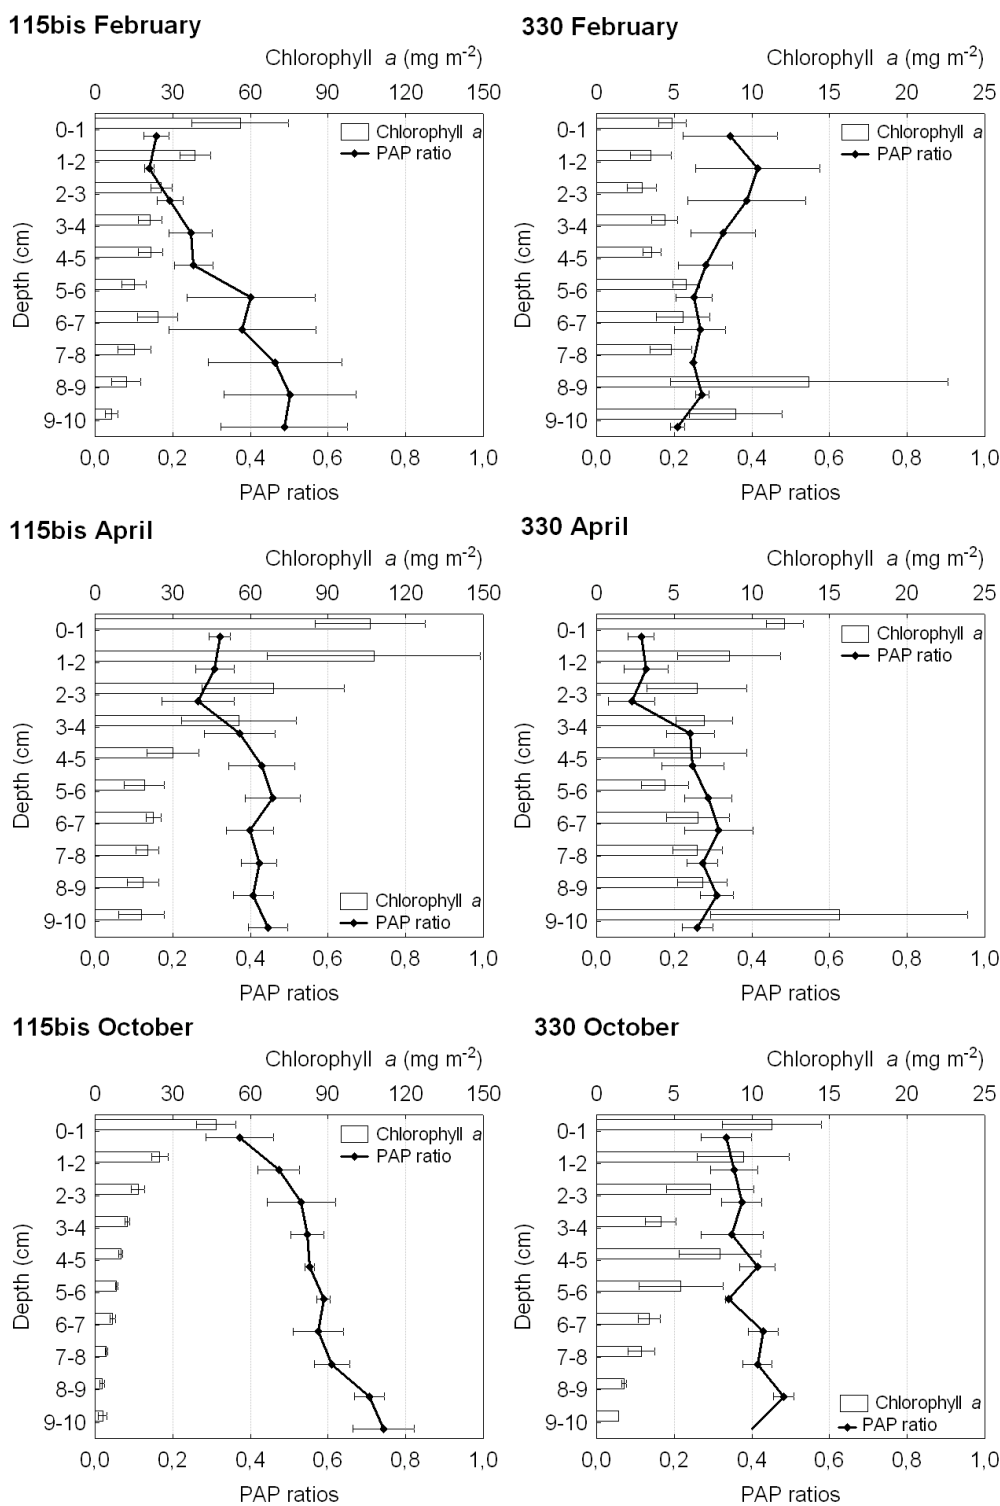 115bis February
Chlorophyll a (mg m-2)
0 30 60 90 120 150
0-1
1-2
2-3
3-4
4-5
5-6
6-7
7-8
8-9
9-10
Depth (cm)
Chlorophyll a
PAP ratio
0,0 0,2 0,4 0,6 0,8 1,0
PAP ratios
330 February
Chlorophyll a (mg m-2)
0 5 10 15 20 25
0-1
1-2
2-3
3-4
4-5
5-6
6-7
7-8
8-9
9-10
Depth (cm)
Chlorophyll a
PAP ratio
0,0 0,2 0,4 0,6 0,8 1,0
PAP ratios
115bis April
Chlorophyll a (mg m-2)
0 30 60 90 120 150
0-1
1-2
2-3
3-4
4-5
5-6
6-7
7-8
8-9
9-10
Depth (cm)
Chlorophyll a
PAP ratio
0,0 0,2 0,4 0,6 0,8 1,0
PAP ratios
330 April
Chlorophyll a (mg m-2)
0 5 10 15 20 25
0-1
1-2
2-3
3-4
4-5
5-6
6-7
7-8
8-9
9-10
Depth (cm)
Chlorophyll a
PAP ratio
0,0 0,2 0,4 0,6 0,8 1,0
PAP ratios
115bis October
Chlorophyll a (mg m-2)
0 30 60 90 120 150
0-1
1-2
2-3
3-4
4-5
5-6
6-7
7-8
8-9
9-10
Depth (cm)
Chlorophyll a
PAP ratio
0,0 0,2 0,4 0,6 0,8 1,0
PAP ratios
330 October
Chlorophyll a (mg m-2)
0 5 10 15 20 25
0-1
1-2
2-3
3-4
4-5
5-6
6-7
7-8
8-9
9-10
Depth (cm)
Chlorophyll a
PAP ratio
0,0 0,2 0,4 0,6 0,8 1,0
PAP ratios